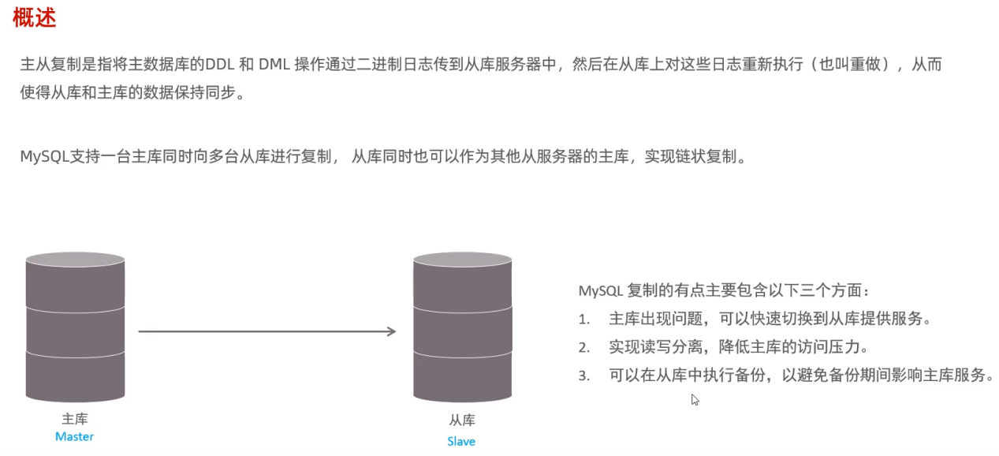 概述
主从复制是指将主数据库的DDL 和 DML 操作通过二进制日志传到从库服务器中，然后在从库上对这些日志重新执行（也叫重做），从而
使得从库和主库的数据保持同步。
MySQL支持一台主库同时向多台从库进行复制， 从库同时也可以作为其他从服务器的主库，实现链状复制。
MySQL 复制的有点主要包含以下三个方面：
1. 主库出现问题，可以快速切换到从库提供服务。
2. 实现读写分离，降低主库的访问压力。
3. 可以在从库中执行备份，以避免备份期间影响主库服务。
主库
Master
从库
Slave